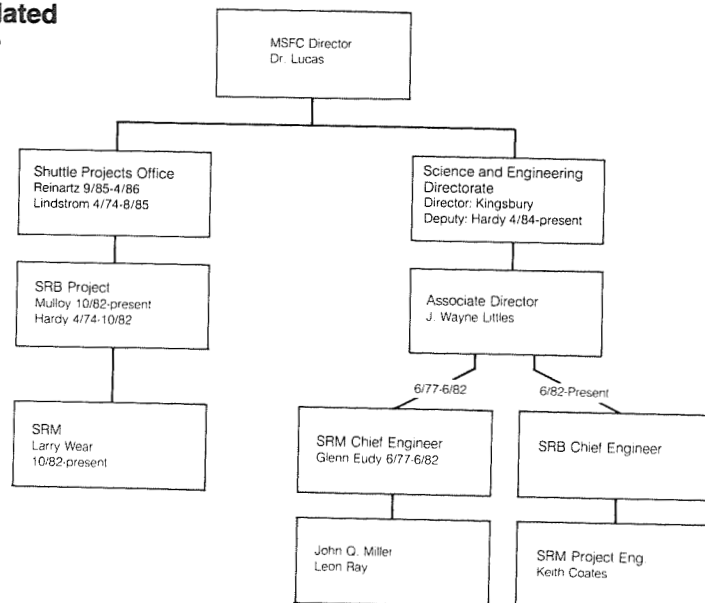 MSFC Director
Dr. Lucas
Shuttle Projects Office
Reinartz 9/85-4/86
Lindstrom 4/74-8/85
Science and Engineering
Directorate
Director: Kingsbury
Deputy: Hardy 4/84-present
SRB Project
Mulloy 10/82-present
Hardy 4/74-10/82
Associate Director
J. Wayne Littles
6/77-6/82
6/82-Present
SRM
Larry Wear
10/82-present
SRM Chief Engineer
Glenn Eudy 6/77-6/82
SRB Chief Engineer
John Q. Miller
Leon Ray
SRM Project Eng.
Keith Coates